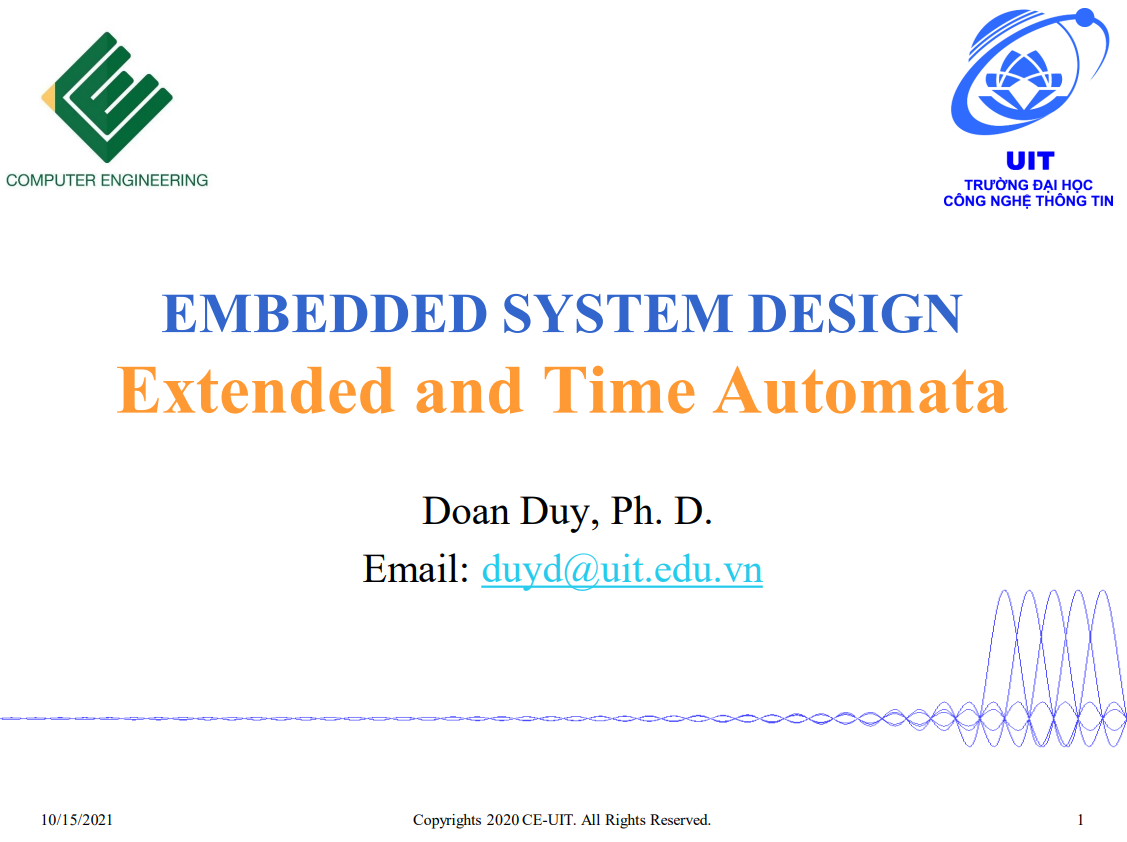 COMPUTER ENGINEERING
UIT
TRƯỜNG ĐẠI HỌC
CÔNG NGHỆ THÔNG TIN
EMBEDDED SYSTEM DESIGN
Extended and Time Automata
Doan Duy, Ph. D.
Email: duyd@uit.edu.vn
10/15/2021 Copyrights 2020 CE-UIT. All Rights Reserved. 1